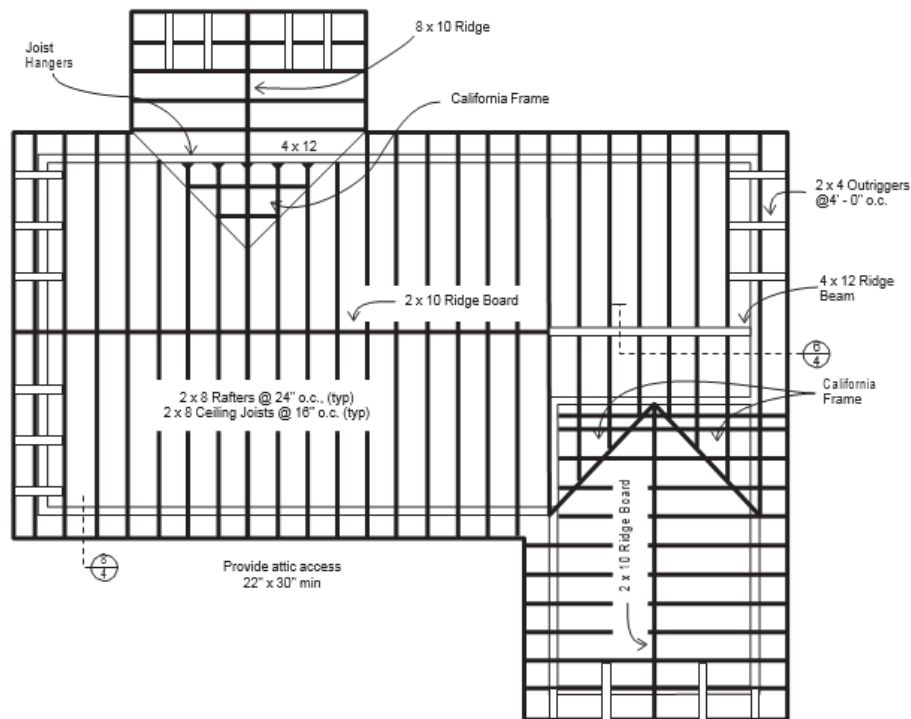 8 x 10 Ridge
Joist
Hangers
California Frame
4 x 12
2 x 4 Outriggers
@4' - 0" o.c.
4 x 12 Ridge
Beam
2 x 10 Ridge Board
6
4
2 x 8 Rafters @ 24" o.c., (typ)
2 x 8 Ceiling Joists @ 16" o.c. (typ)
California
Frame
2 x 10 Ridge Board
4
Provide attic access
22" x 30" min